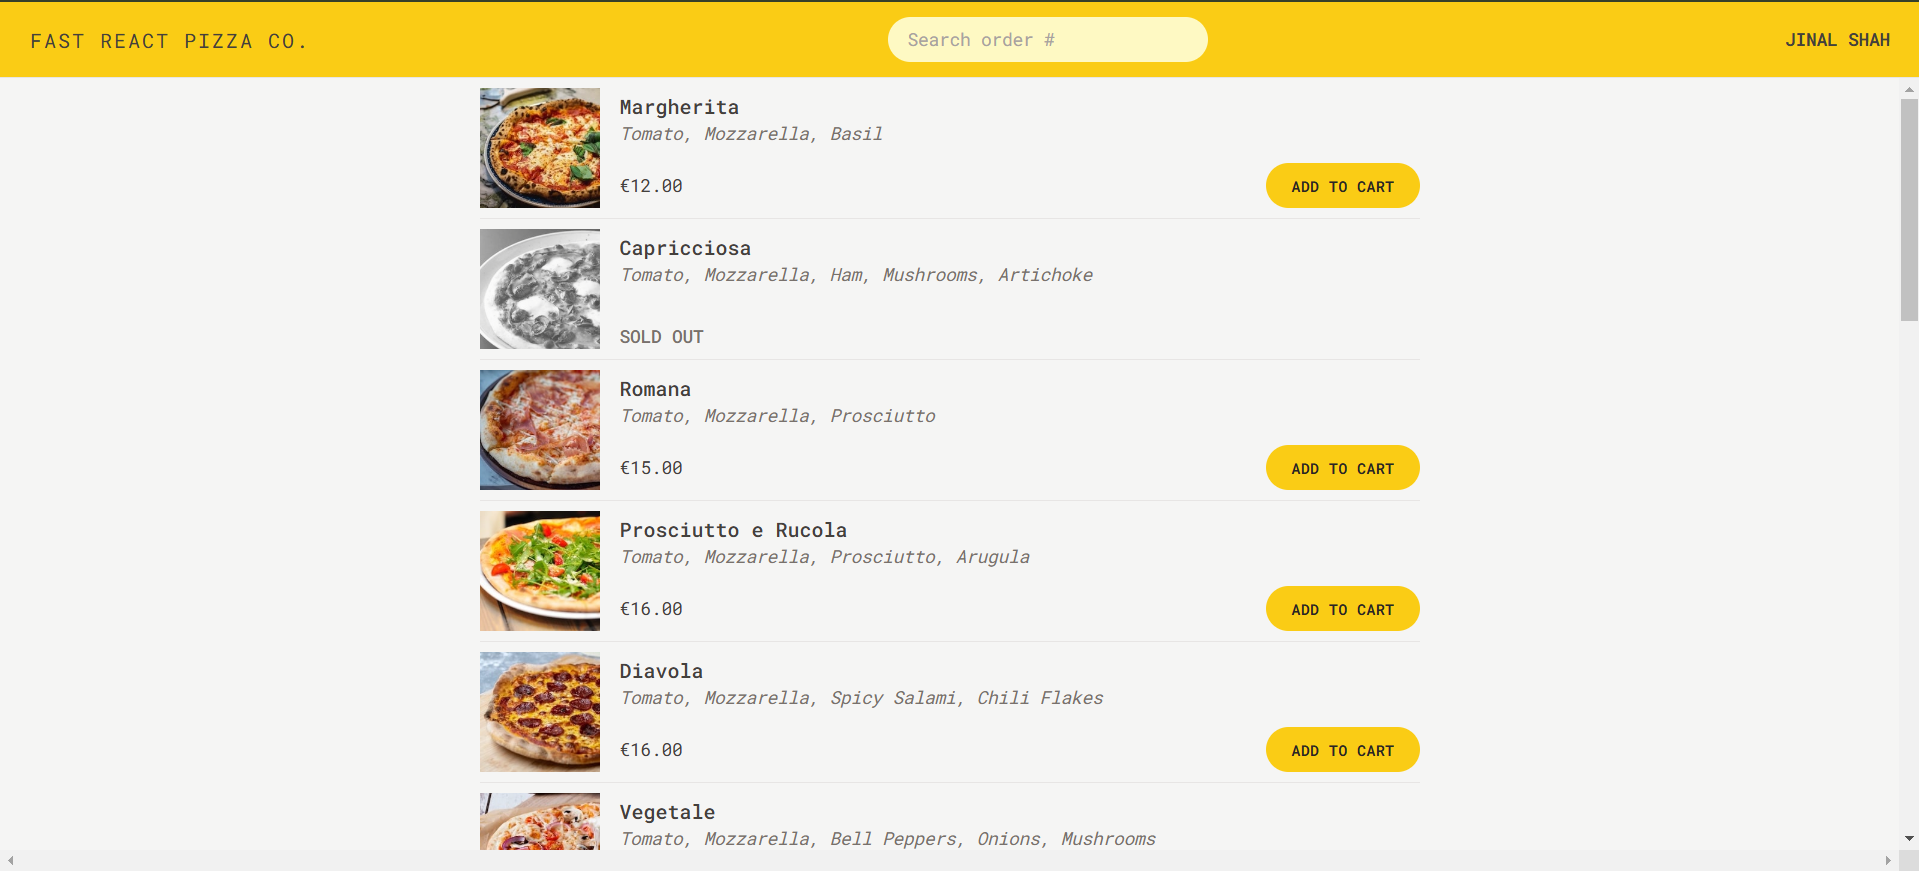 FAST REACT PIZZA CO.
Search order #
JINAL SHAH
Margherita
Tomato, Mozzarella, Basil
€12.00
ADD TO CART
Capricciosa
Tomato, Mozzarella, Ham, Mushrooms, Artichoke
SOLD OUT
Romana
Tomato, Mozzarella, Prosciutto
€15.00
ADD TO CART
Prosciutto e Rucola
Tomato, Mozzarella, Prosciutto, Arugula
€16.00
ADD TO CART
Diavola
Tomato, Mozzarella, Spicy Salami, Chili Flakes
€16.00
ADD TO CART
Vegetale
Tomato, Mozzarella, Bell Peppers, Onions, Mushrooms